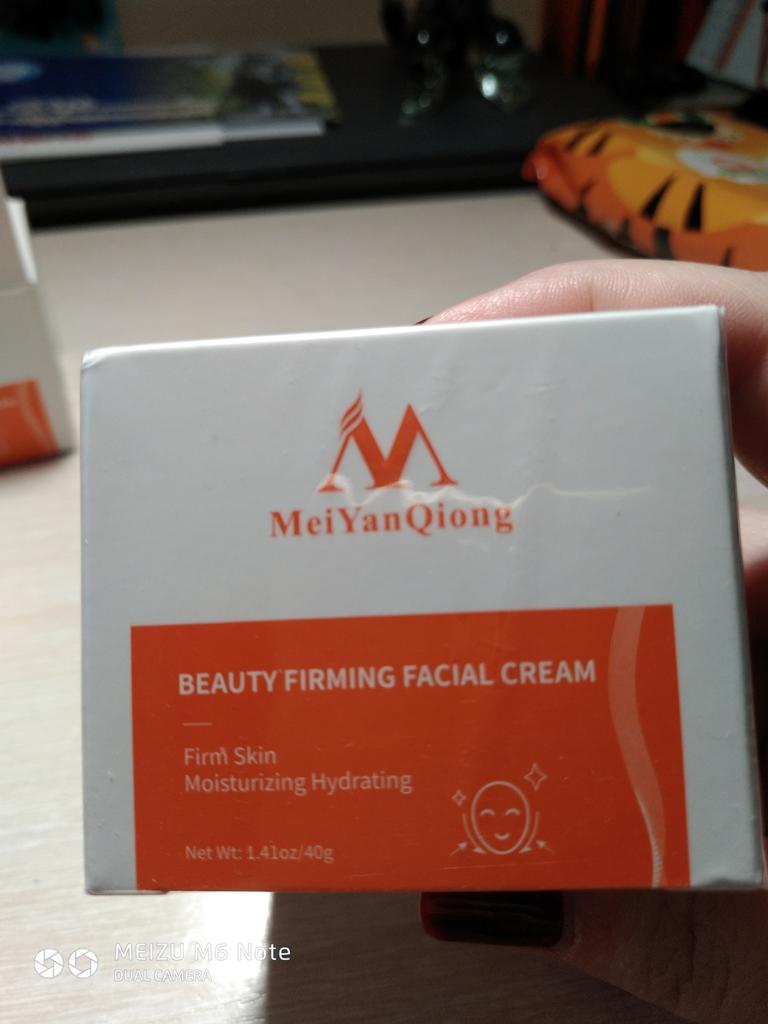 MeiYanQiong
BEAUTY FIRMING FACIAL CREAM
Firm Skin
Moisturizing Hydrating
Net Wt: 1.41oz/40g
MEIZU M6 Note
DUAL CAMERA